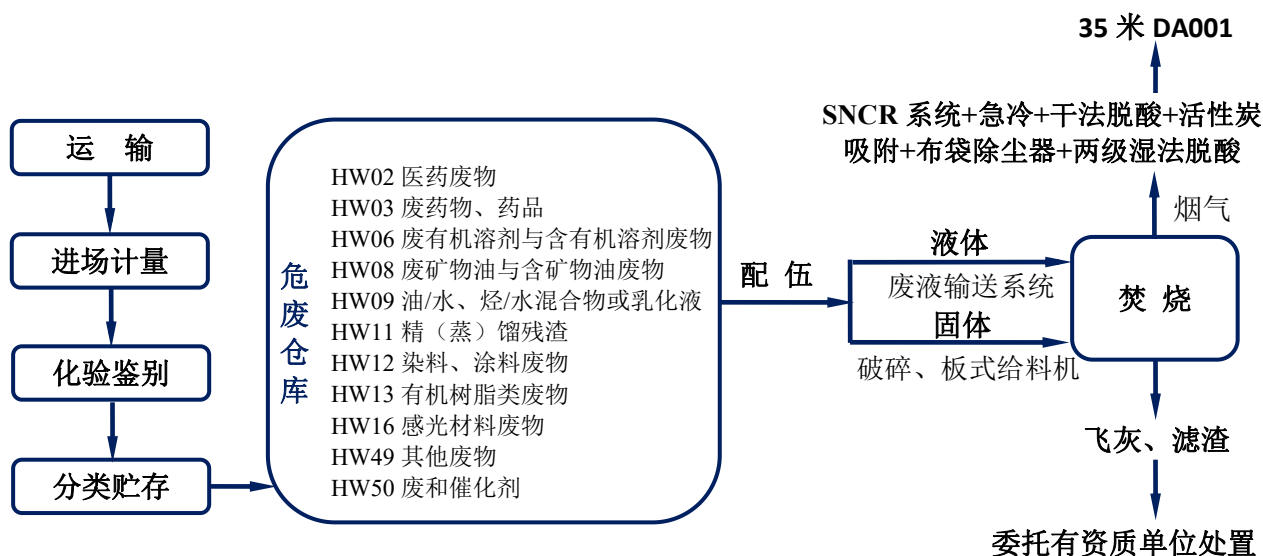 运 输
进场计量
化验鉴别
分类贮存
危废仓库
HW02 医药废物
HW03 废药物、药品
HW06 废有机溶剂与含有机溶剂废物
HW08 废矿物油与含矿物油废物
HW09 油/水、烃/水混合物或乳化液
HW11 精（蒸）馏残渣
HW12 染料、涂料废物
HW13 有机树脂类废物
HW16 感光材料废物
HW49 其他废物
HW50 废和催化剂
配 伍
液体
废液输送系统
固体
破碎、板式给料机
焚 烧
烟气
SNCR 系统+急冷+干法脱酸+活性炭
吸附+布袋除尘器+两级湿法脱酸
35 米 DA001
飞灰、滤渣
委托有资质单位处置